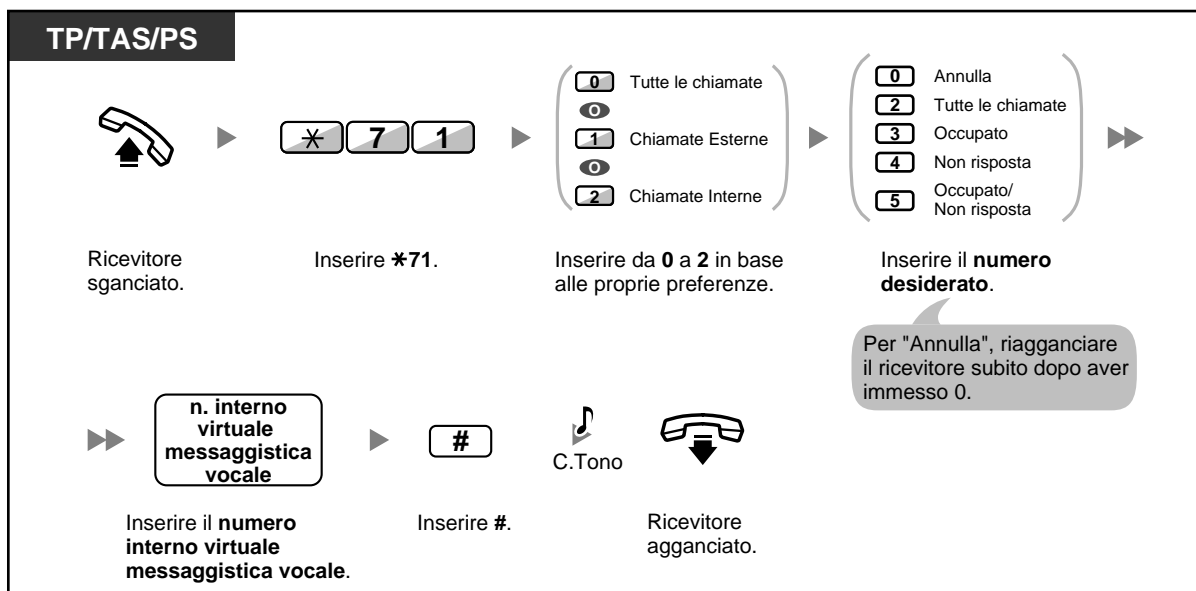 TP/TAS/PS
Ricevitore
sganciato.
✳ 7 1
Inserire ✳71.
0 Tutte le chiamate
O
1 Chiamate Esterne
O
2 Chiamate Interne
Inserire da 0 a 2 in base
alle proprie preferenze.
0 Annulla
2 Tutte le chiamate
3 Occupato
4 Non risposta
5 Occupato/
Non risposta
Inserire il numero
desiderato.
Per "Annulla", riagganciare
il ricevitore subito dopo aver
immesso 0.
n. interno
virtuale
messaggistica
vocale
Inserire il numero
interno virtuale
messaggistica vocale.
#
Inserire #.
C.Tono
Ricevitore
agganciato.